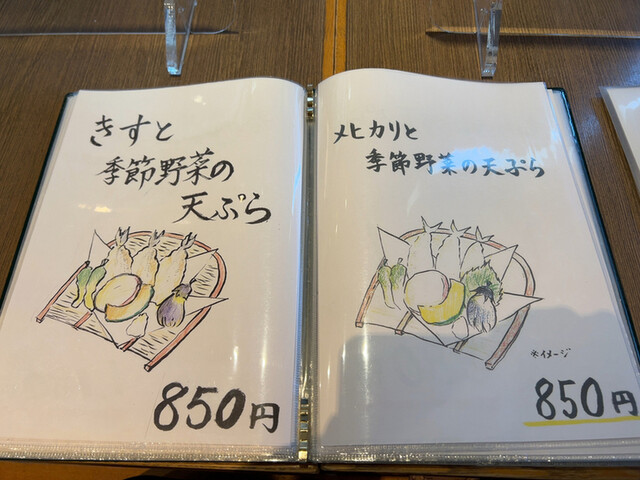 きすと
季節野菜の
天ぷら
850円
メヒカリと
季節野菜の天ぷら
※イメージ
850円